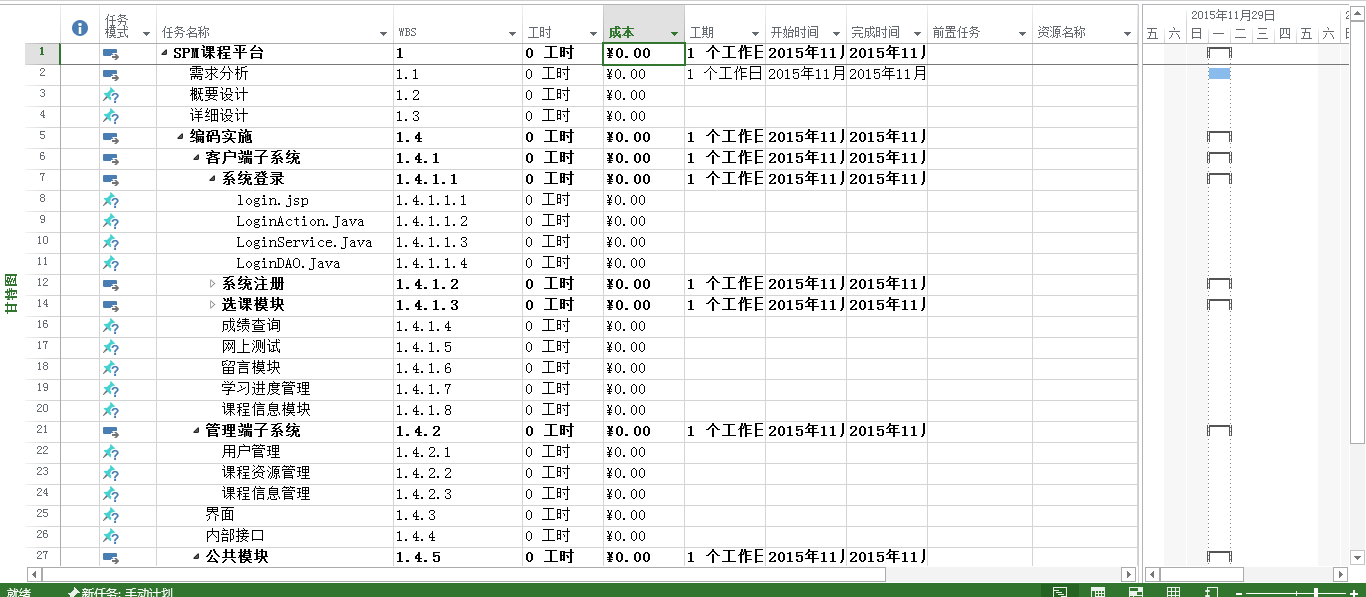 2015年11月29日
任务模式 任务名称 WBS 工时 成本 工期 开始时间 完成时间 前置任务 资源名称 五 六 日 一 二 三 四 五 六
1 SPM课程平台 1 0 工时 ¥0.00 1 个工作日 2015年11月 2015年11月
2 需求分析 1.1 0 工时 ¥0.00 1 个工作日 2015年11月 2015年11月
3 概要设计 1.2 0 工时 ¥0.00
4 详细设计 1.3 0 工时 ¥0.00
5 编码实施 1.4 0 工时 ¥0.00 1 个工作日 2015年11月 2015年11月
6 客户端子系统 1.4.1 0 工时 ¥0.00 1 个工作日 2015年11月 2015年11月
7 系统登录 1.4.1.1 0 工时 ¥0.00 1 个工作日 2015年11月 2015年11月
8 login.jsp 1.4.1.1.1 0 工时 ¥0.00
9 LoginAction.Java 1.4.1.1.2 0 工时 ¥0.00
10 LoginService.Java 1.4.1.1.3 0 工时 ¥0.00
11 LoginDAO.Java 1.4.1.1.4 0 工时 ¥0.00
12 系统注册 1.4.1.2 0 工时 ¥0.00 1 个工作日 2015年11月 2015年11月
14 选课模块 1.4.1.3 0 工时 ¥0.00 1 个工作日 2015年11月 2015年11月
16 成绩查询 1.4.1.4 0 工时 ¥0.00
17 网上测试 1.4.1.5 0 工时 ¥0.00
18 留言模块 1.4.1.6 0 工时 ¥0.00
19 学习进度管理 1.4.1.7 0 工时 ¥0.00
20 课程信息模块 1.4.1.8 0 工时 ¥0.00
21 管理端子系统 1.4.2 0 工时 ¥0.00 1 个工作日 2015年11月 2015年11月
22 用户管理 1.4.2.1 0 工时 ¥0.00
23 课程资源管理 1.4.2.2 0 工时 ¥0.00
24 课程信息管理 1.4.2.3 0 工时 ¥0.00
25 界面 1.4.3 0 工时 ¥0.00
26 内部接口 1.4.4 0 工时 ¥0.00
27 公共模块 1.4.5 0 工时 ¥0.00 1 个工作日 2015年11月 2015年11月
甘特图
就绪 新任务: 手动计划